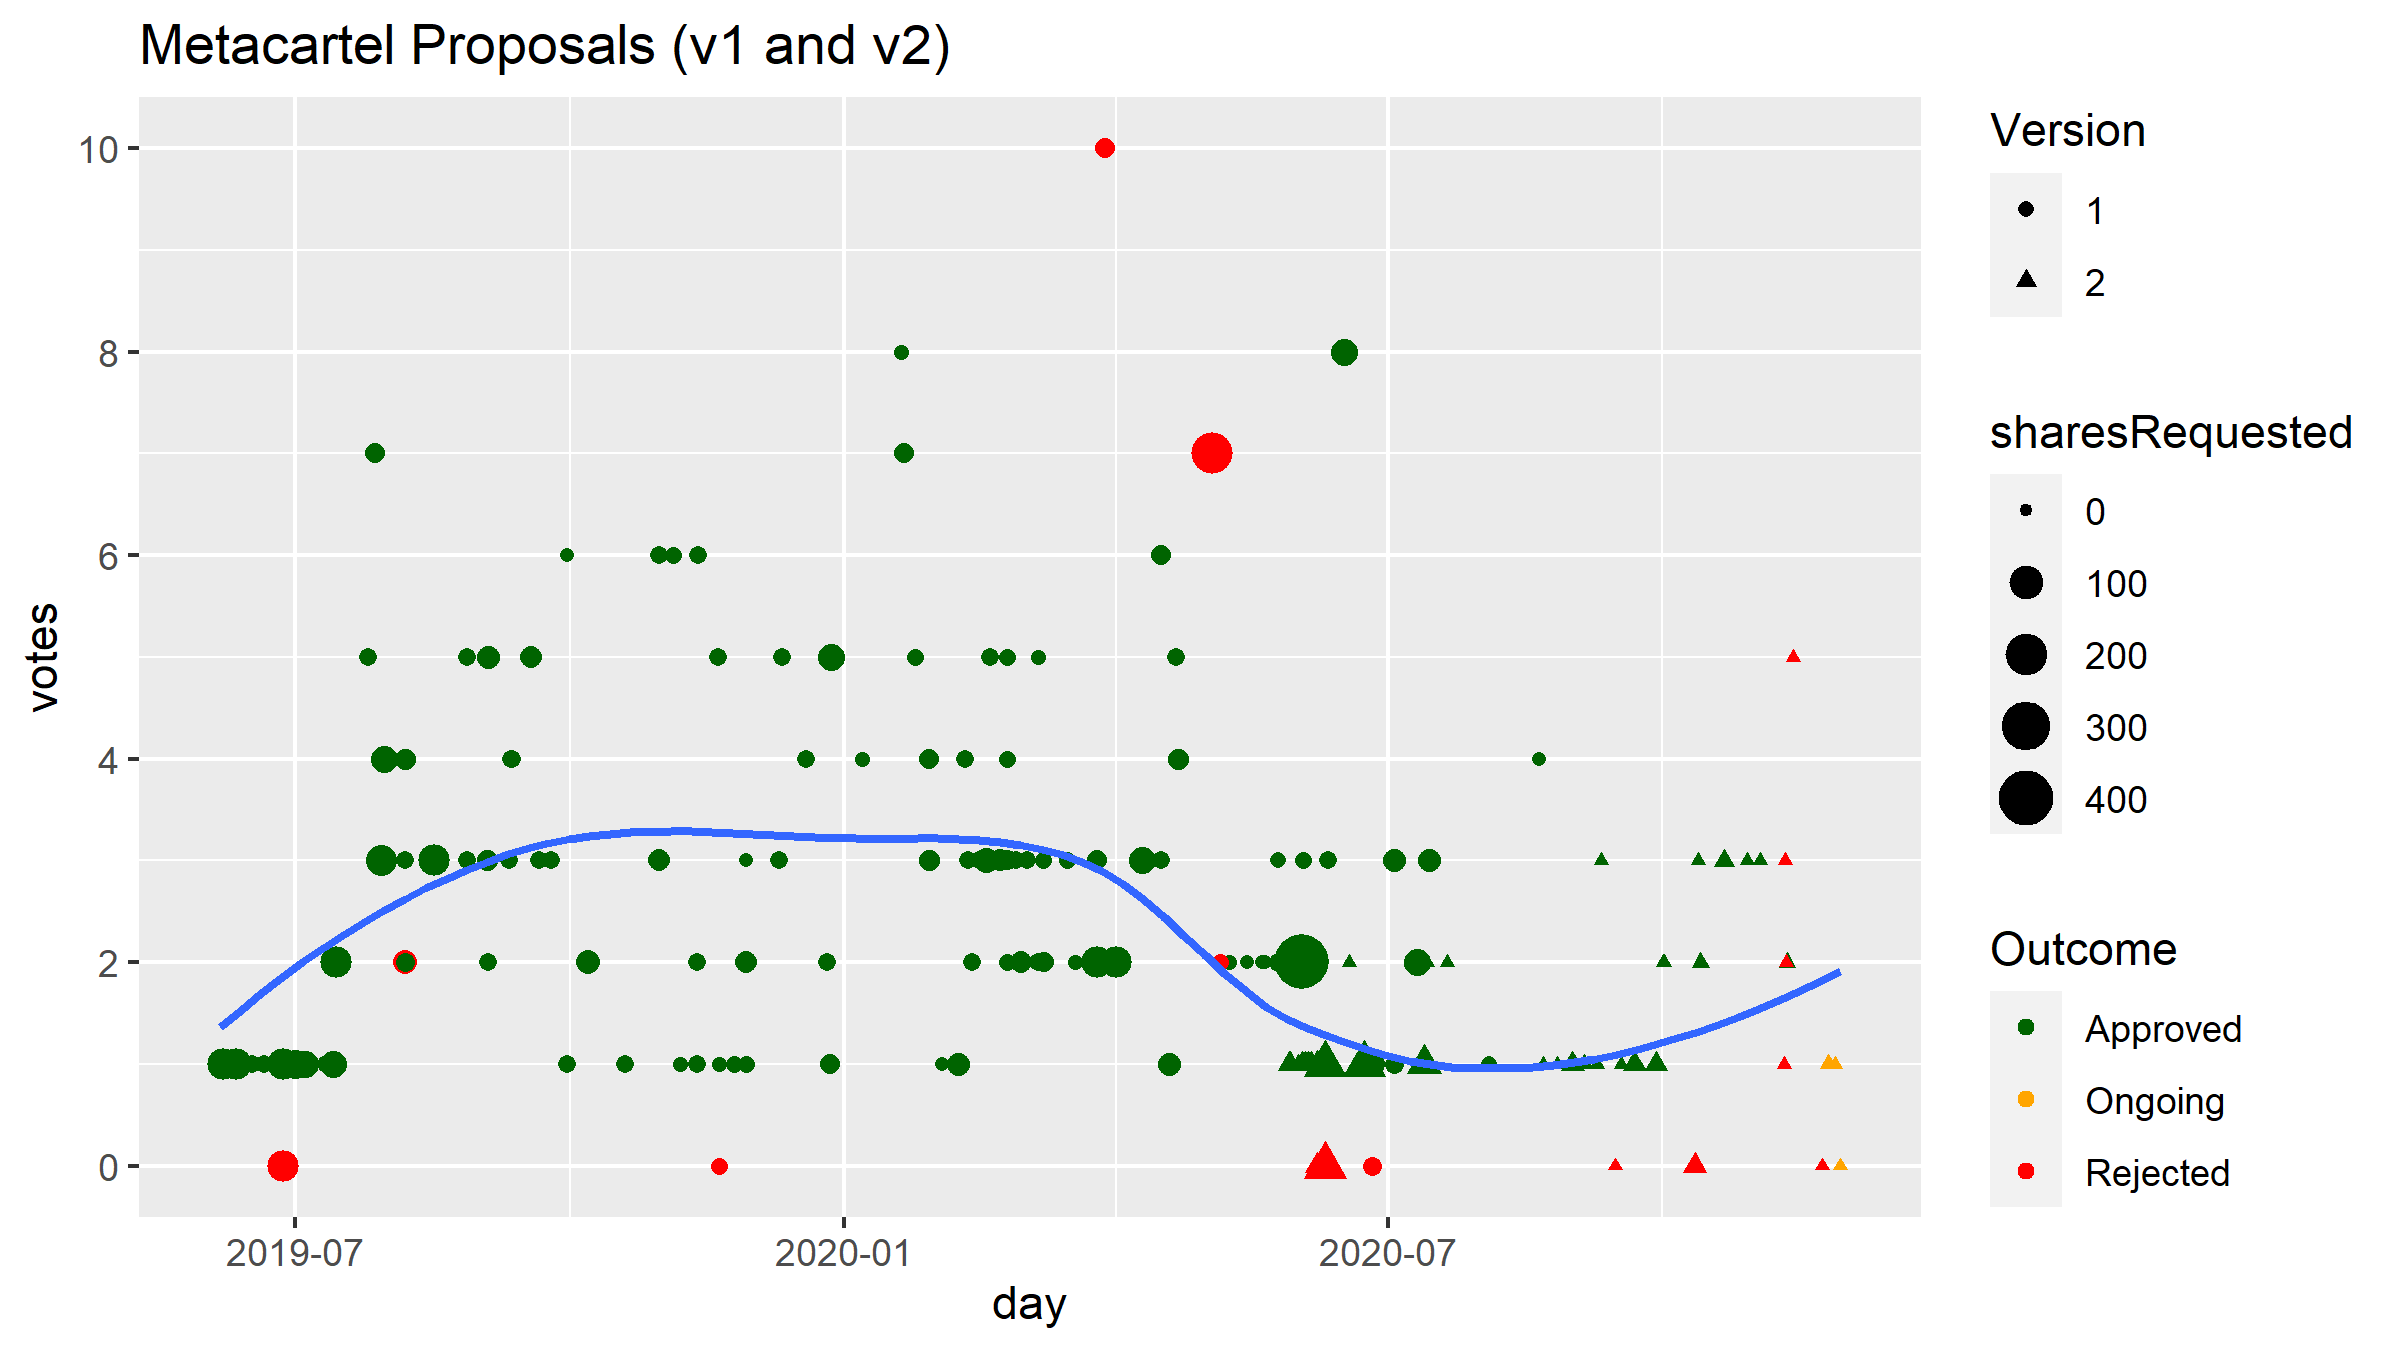 Metacartel Proposals (v1 and v2)
votes
10
8
6
4
2
0
2019-07
2020-01
2020-07
day
Version
1
2
sharesRequested
0
100
200
300
400
Outcome
Approved
Ongoing
Rejected